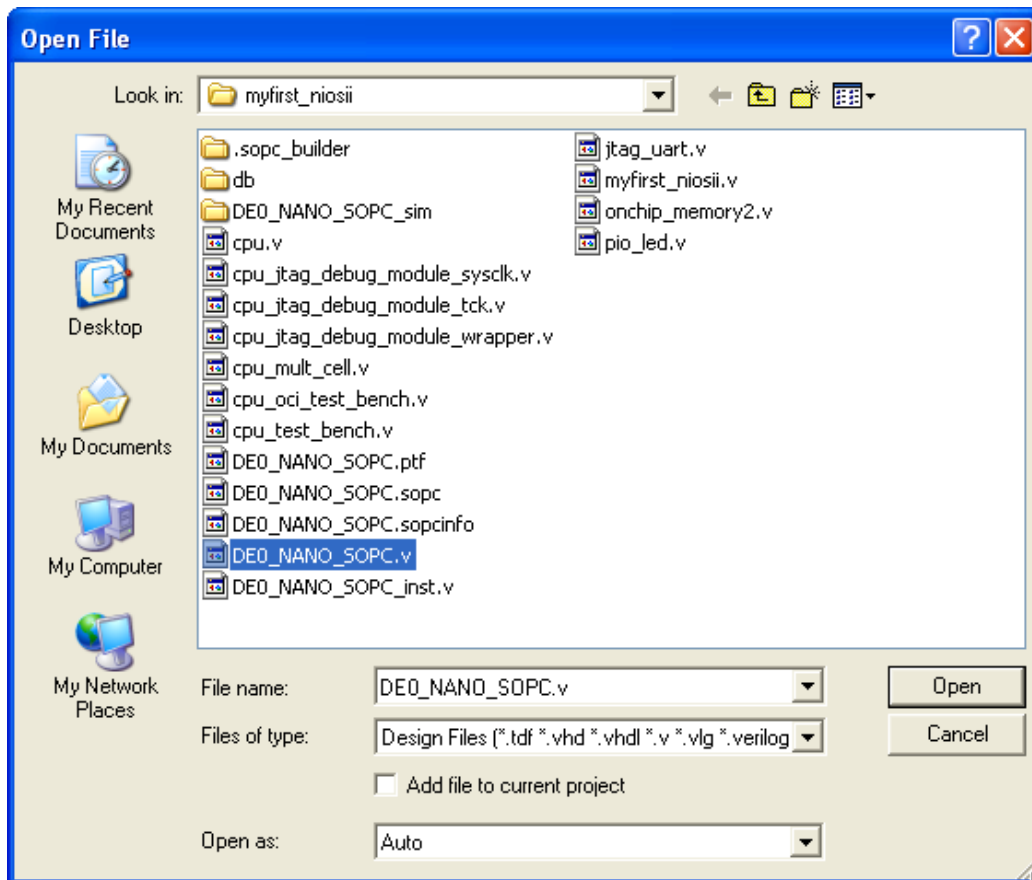 Open File
Look in: myfirst_niosii
My Recent
Documents
Desktop
My Documents
My Computer
My Network
Places
.sopc_builder
db
DE0_NANO_SOPC_sim
cpu.v
cpu_jtag_debug_module_sysclk.v
cpu_jtag_debug_module_tck.v
cpu_jtag_debug_module_wrapper.v
cpu_mult_cell.v
cpu_oci_test_bench.v
cpu_test_bench.v
DE0_NANO_SOPC.ptf
DE0_NANO_SOPC.sopc
DE0_NANO_SOPC.sopcinfo
DE0_NANO_SOPC.v
DE0_NANO_SOPC_inst.v
jtag_uart.v
myfirst_niosii.v
onchip_memory2.v
pio_led.v
File name: DE0_NANO_SOPC.v Open
Files of type: Design Files (*.tdf *.vhd *.vhdl *.v *.vlg *.verilog Cancel
Add file to current project
Open as: Auto